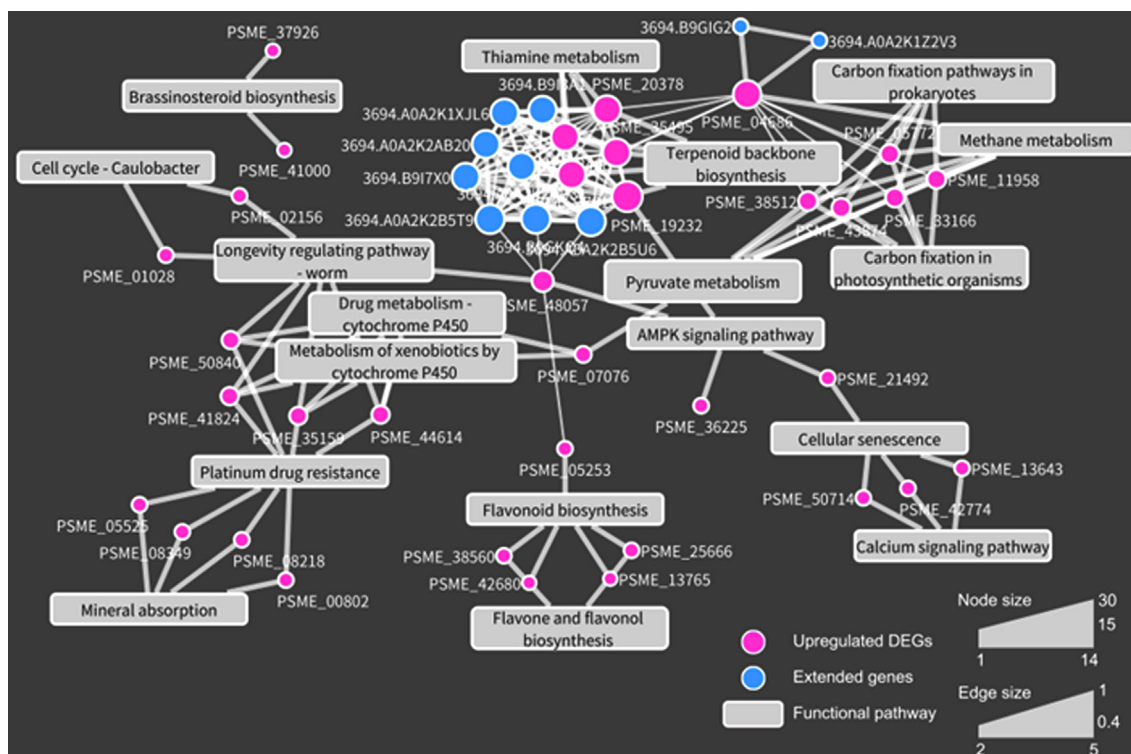 PSME_37926
3694.B9GIG2
3694.A0A2K1Z2V3
Thiamine metabolism
Carbon fixation pathways in
prokaryotes
Brassinosteroid biosynthesis
PSME_20378
3694.A0A2K1XJL6
PSME_35495
PSME_04686
PSME_05772
Methane metabolism
3694.A0A2K2AB20
PSME_41000
Terpenoid backbone
biosynthesis
Cell cycle - Caulobacter
3694.B9I7X0
PSME_11958
PSME_02156
PSME_38512
3694.A0A2K2B5T9
PSME_19232
PSME_43874
PSME_33166
Longevity regulating pathway
- worm
PSME_01028
Carbon fixation in
photosynthetic organisms
Pyruvate metabolism
PSME_48057
Drug metabolism -
cytochrome P450
AMPK signaling pathway
Metabolism of xenobiotics by
cytochrome P450
PSME_50840
PSME_07076
PSME_21492
PSME_41824
PSME_35159
PSME_44614
PSME_36225
Cellular senescence
Platinum drug resistance
PSME_05253
PSME_13643
PSME_50714
PSME_42774
PSME_05525
Flavonoid biosynthesis
PSME_08349
PSME_08218
Calcium signaling pathway
PSME_38560
PSME_25666
PSME_42680
PSME_13765
PSME_00802
Mineral absorption
Flavone and flavonol
biosynthesis
Node size
30
15
1
14
Upregulated DEGs
Extended genes
Functional pathway
Edge size
1
0.4
2
5